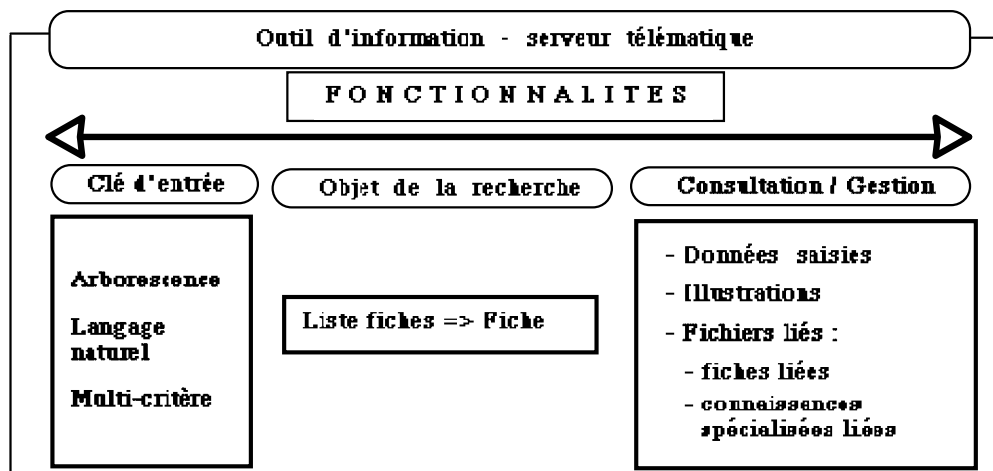 Outil d'information - serveur télématique
FONCTIONNALITES
Clé d'entrée
Objet de la recherche
Consultation / Gestion
Arborescence
Langage
naturel
Multi-critère
Liste fiches => Fiche
- Données saisies
- Illustrations
- Fichiers liés :
- fiches liées
- connaissances
spécialisées liées